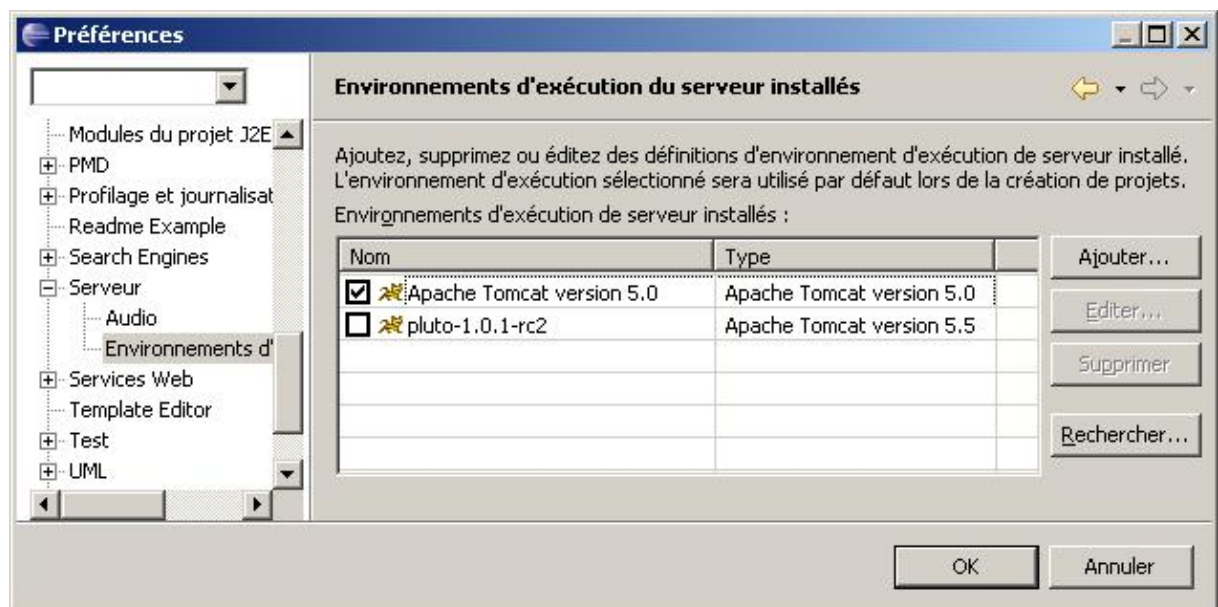 Préférences
Modules du projet J2E
PMD
Profilage et journalisat
Readme Example
Search Engines
Serveur
Audio
Environnements d'
Services Web
Template Editor
Test
UML
Environnements d'exécution du serveur installés
Ajoutez, supprimez ou éditez des définitions d'environnement d'exécution de serveur installé.
L'environnement d'exécution sélectionné sera utilisé par défaut lors de la création de projets.
Environnements d'exécution de serveur installés :
Nom Type
Apache Tomcat version 5.0 Apache Tomcat version 5.0
pluto-1.0.1-rc2 Apache Tomcat version 5.5
Ajouter...
Editer...
Supprimer
Rechercher...
OK Annuler